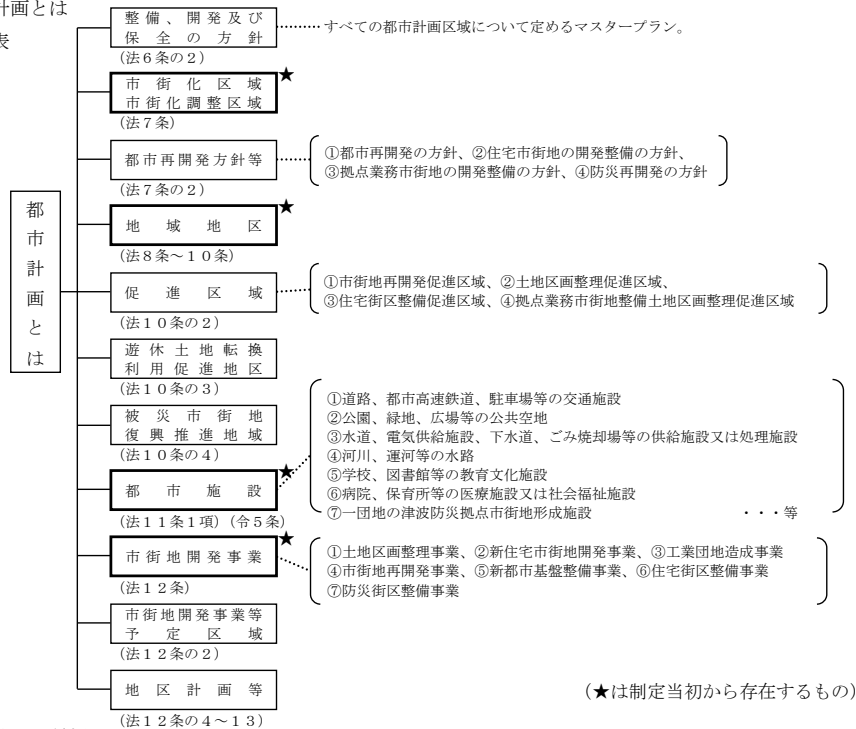 計画とは
表
都市計画とは
整備、開発及び
保全の方針
(法6条の2)
すべての都市計画区域について定めるマスタープラン。
★
市街化区域
市街化調整区域
(法7条)
都市再開発方針等
(法7条の2)
①都市再開発の方針、②住宅市街地の開発整備の方針、
③拠点業務市街地の開発整備の方針、④防災再開発の方針
★
地域地区
(法8条～10条)
促進区域
(法10条の2)
①市街地再開発促進区域、②土地区画整理促進区域、
③住宅街区整備促進区域、④拠点業務市街地整備土地区画整理促進区域
遊休土地転換
利用促進地区
(法10条の3)
被災市街地
復興推進地域
(法10条の4)
★
都市施設
(法11条1項)(令5条)
①道路、都市高速鉄道、駐車場等の交通施設
②公園、緑地、広場等の公共空地
③水道、電気供給施設、下水道、ごみ焼却場等の供給施設又は処理施設
④河川、運河等の水路
⑤学校、図書館等の教育文化施設
⑥病院、保育所等の医療施設又は社会福祉施設
⑦一団地の津波防災拠点市街地形成施設 ・・・等
★
市街地開発事業
(法12条)
①土地区画整理事業、②新住宅市街地開発事業、③工業団地造成事業
④市街地再開発事業、⑤新都市基盤整備事業、⑥住宅街区整備事業
⑦防災街区整備事業
市街地開発事業等
予定区域
(法12条の2)
地区計画等
(法12条の4～13)
(★は制定当初から存在するもの)